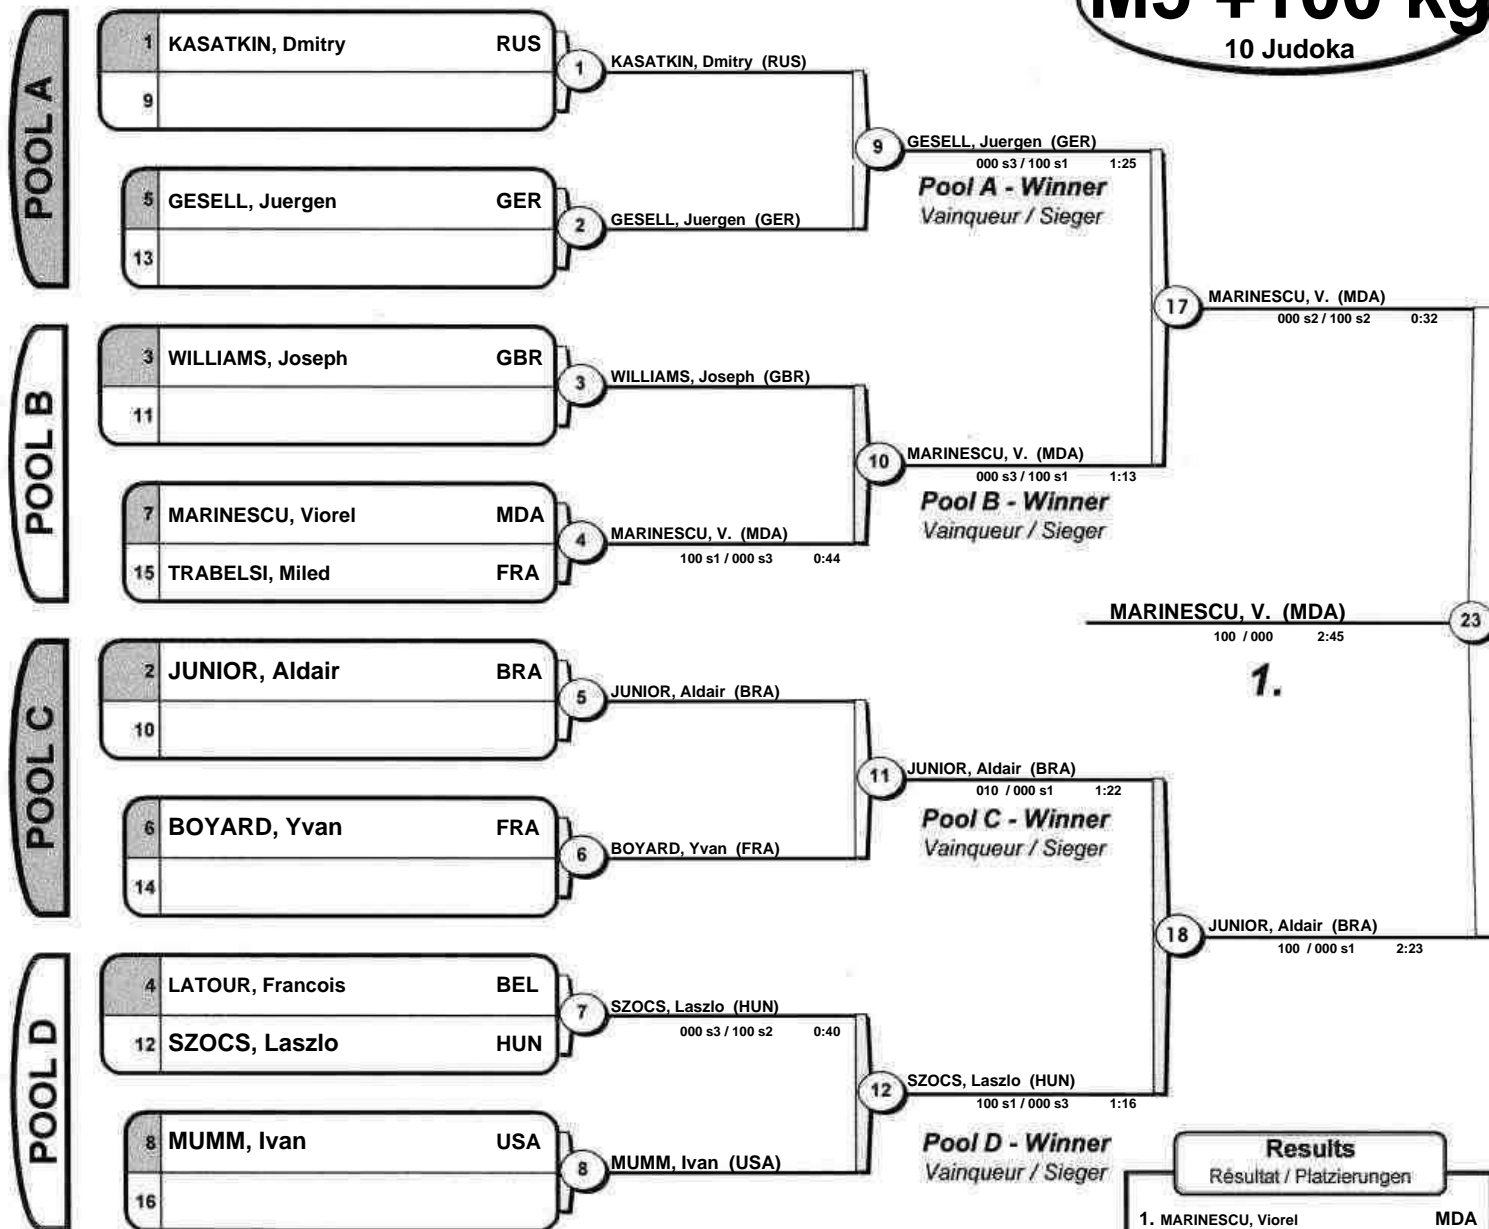 M5 +100 kg
10 Judoka
POOL A
1 KASATKIN, Dmitry RUS
9
1 KASATKIN, Dmitry (RUS)
5 GESELL, Juergen GER
13
2 GESELL, Juergen (GER)
9 GESELL, Juergen (GER)
000 s3 / 100 s1 1:25
Pool A - Winner
Vainqueur / Sieger
POOL B
3 WILLIAMS, Joseph GBR
11
3 WILLIAMS, Joseph (GBR)
7 MARINESCU, Viorel MDA
15 TRABELSI, Miled FRA
4 MARINESCU, V. (MDA)
100 s1 / 000 s3 0:44
10 MARINESCU, V. (MDA)
000 s3 / 100 s1 1:13
Pool B - Winner
Vainqueur / Sieger
17 MARINESCU, V. (MDA)
000 s2 / 100 s2 0:32
MARINESCU, V. (MDA) 23
100 / 000 2:45
1.
POOL C
2 JUNIOR, Aldair BRA
10
5 JUNIOR, Aldair (BRA)
6 BOYARD, Yvan FRA
14
6 BOYARD, Yvan (FRA)
11 JUNIOR, Aldair (BRA)
010 / 000 s1 1:22
Pool C - Winner
Vainqueur / Sieger
18 JUNIOR, Aldair (BRA)
100 / 000 s1 2:23
POOL D
4 LATOUR, Francois BEL
12 SZOCS, Laszlo HUN
7 SZOCS, Laszlo (HUN)
000 s3 / 100 s2 0:40
8 MUMM, Ivan USA
16
8 MUMM, Ivan (USA)
12 SZOCS, Laszlo (HUN)
100 s1 / 000 s3 1:16
Pool D - Winner
Vainqueur / Sieger
Results
Résultat / Platzierungen
1. MARINESCU, Viorel MDA